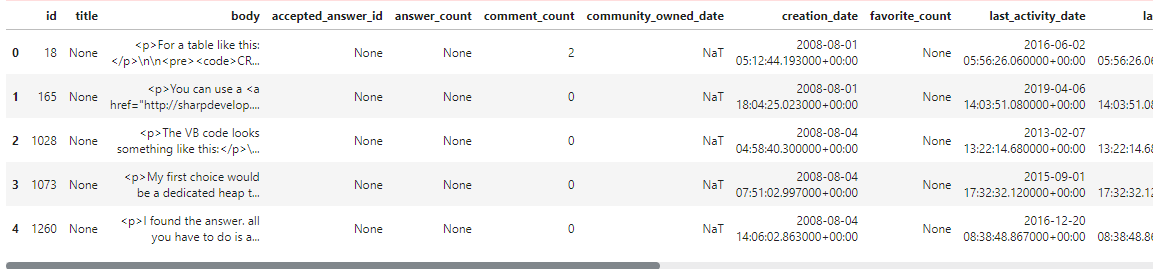 id title body accepted_answer_id answer_count comment_count community_owned_date creation_date favorite_count last_activity_date la
0 18 None <p>For a table like this: None None 2 NaT 2008-08-01 None 2016-06-02
</p>\n\n<pre><code>CR... 05:12:44.193000+00:00 05:56:26.060000+00:00 05:56:26.06
1 165 None <p>You can use a <a None None 0 NaT 2008-08-01 None 2019-04-06
href="http://sharpdevelop.... 18:04:25.023000+00:00 14:03:51.080000+00:00 14:03:51.08
2 1028 None <p>The VB code looks None None 0 NaT 2008-08-04 None 2013-02-07
something like this:</p>\... 04:58:40.300000+00:00 13:22:14.680000+00:00 13:22:14.68
3 1073 None <p>My first choice would None None 0 NaT 2008-08-04 None 2015-09-01
be a dedicated heap t... 07:51:02.997000+00:00 17:32:32.120000+00:00 17:32:32.12
4 1260 None <p>I found the answer. all None None 0 NaT 2008-08-04 None 2016-12-20
you have to do is a... 14:06:02.863000+00:00 08:38:48.867000+00:00 08:38:48.86